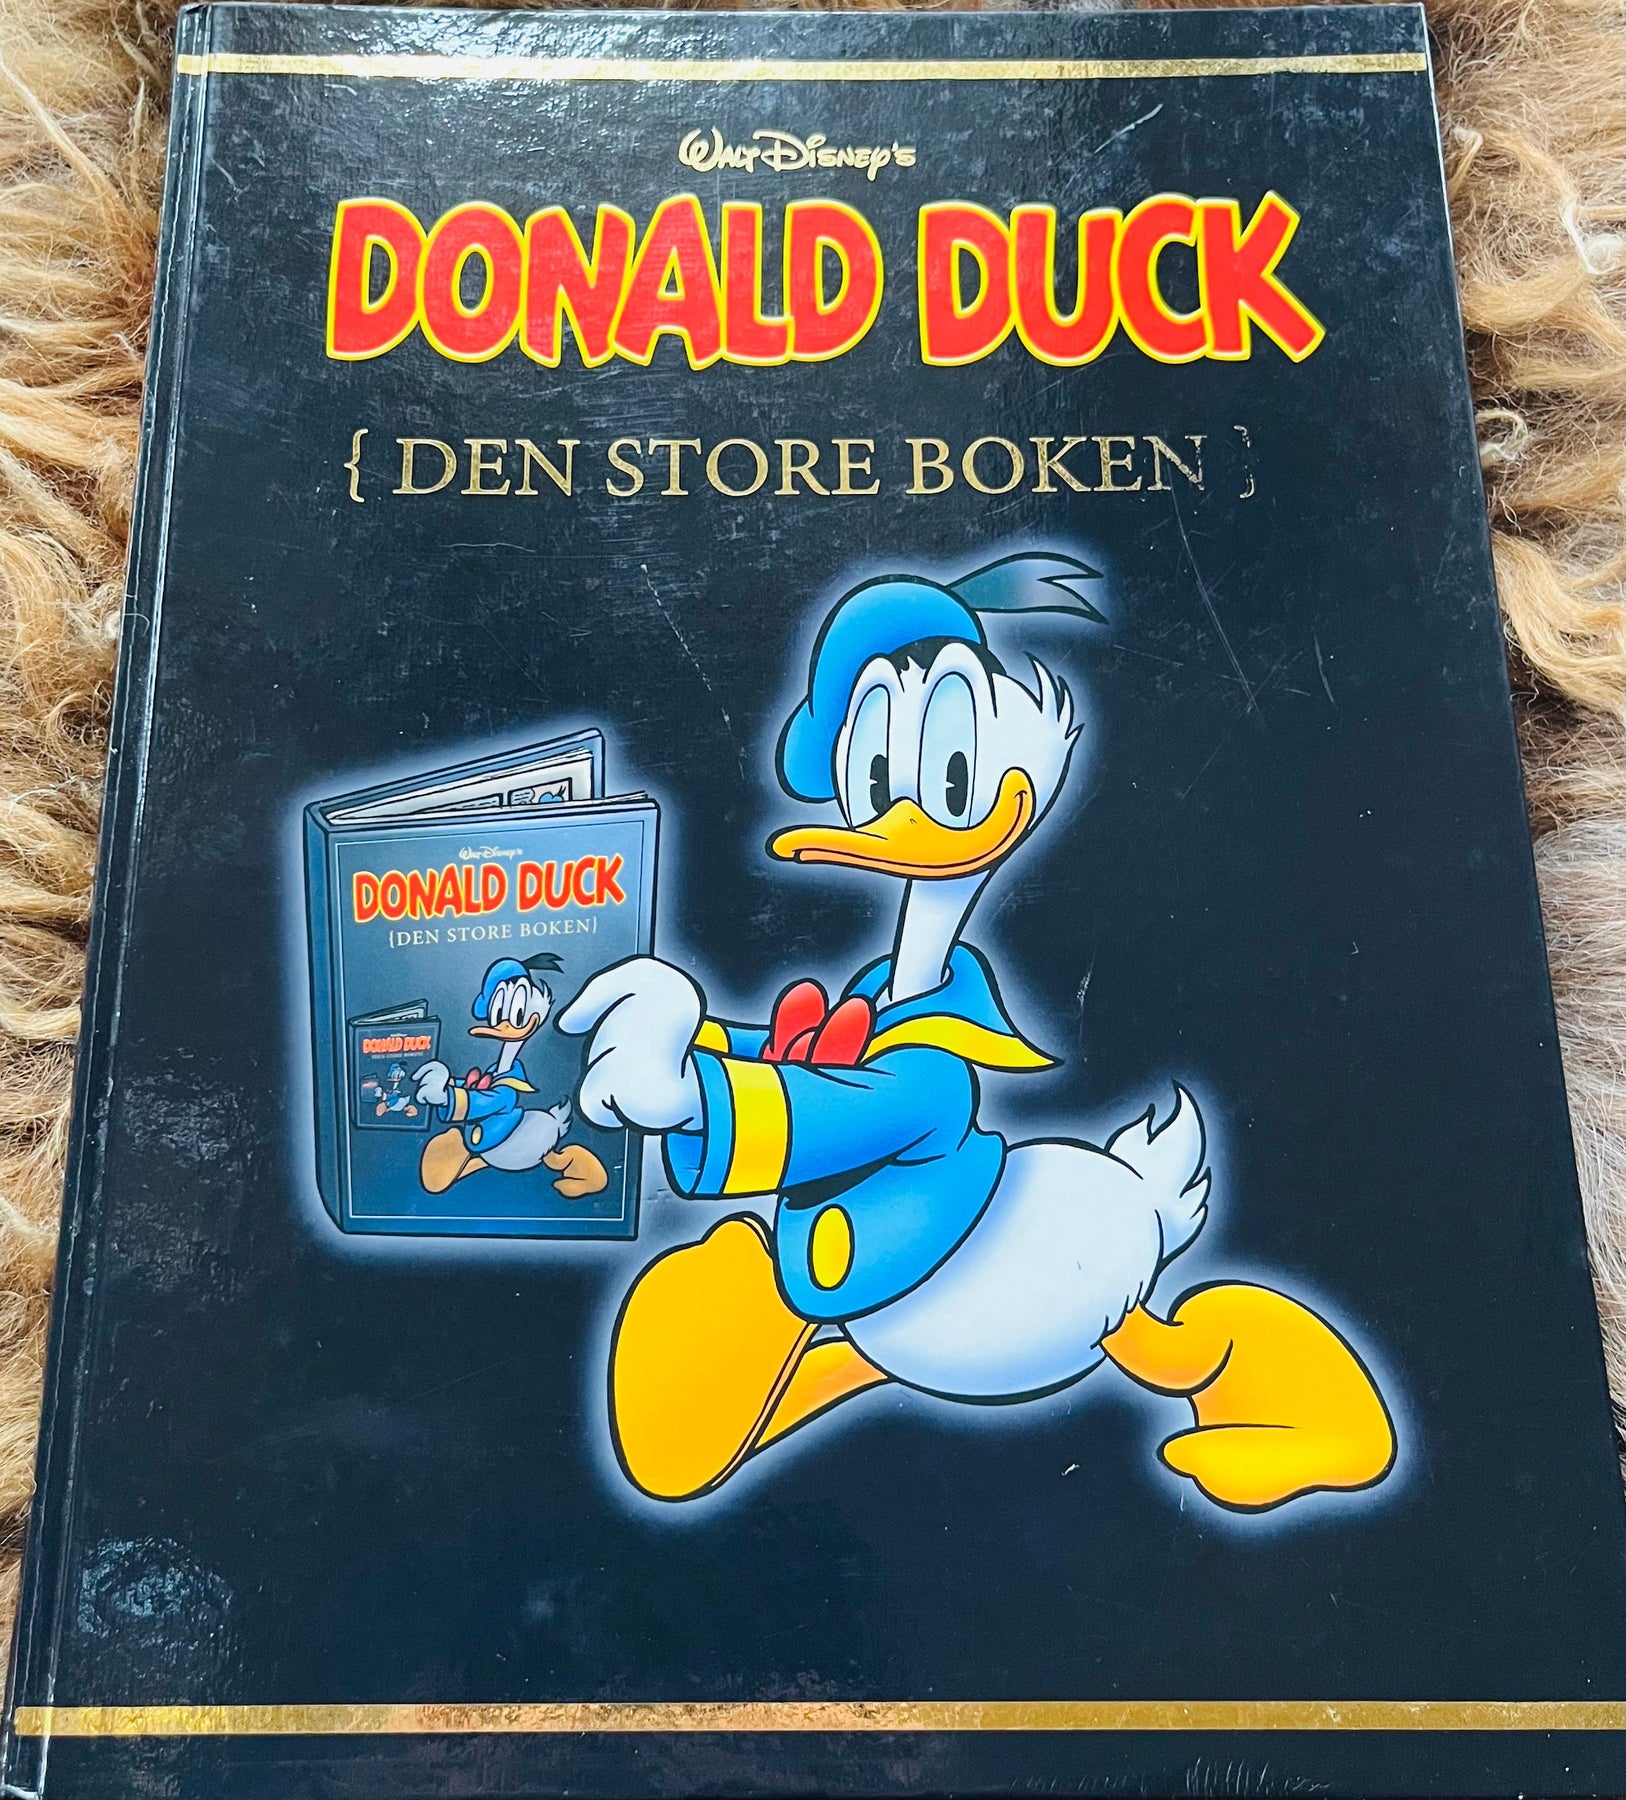 Walt Disney's
DONALD DUCK
{ DEN STORE BOKEN }
Walt Disney's
DONALD DUCK
{DEN STORE BOKEN}
DONALD DUCK